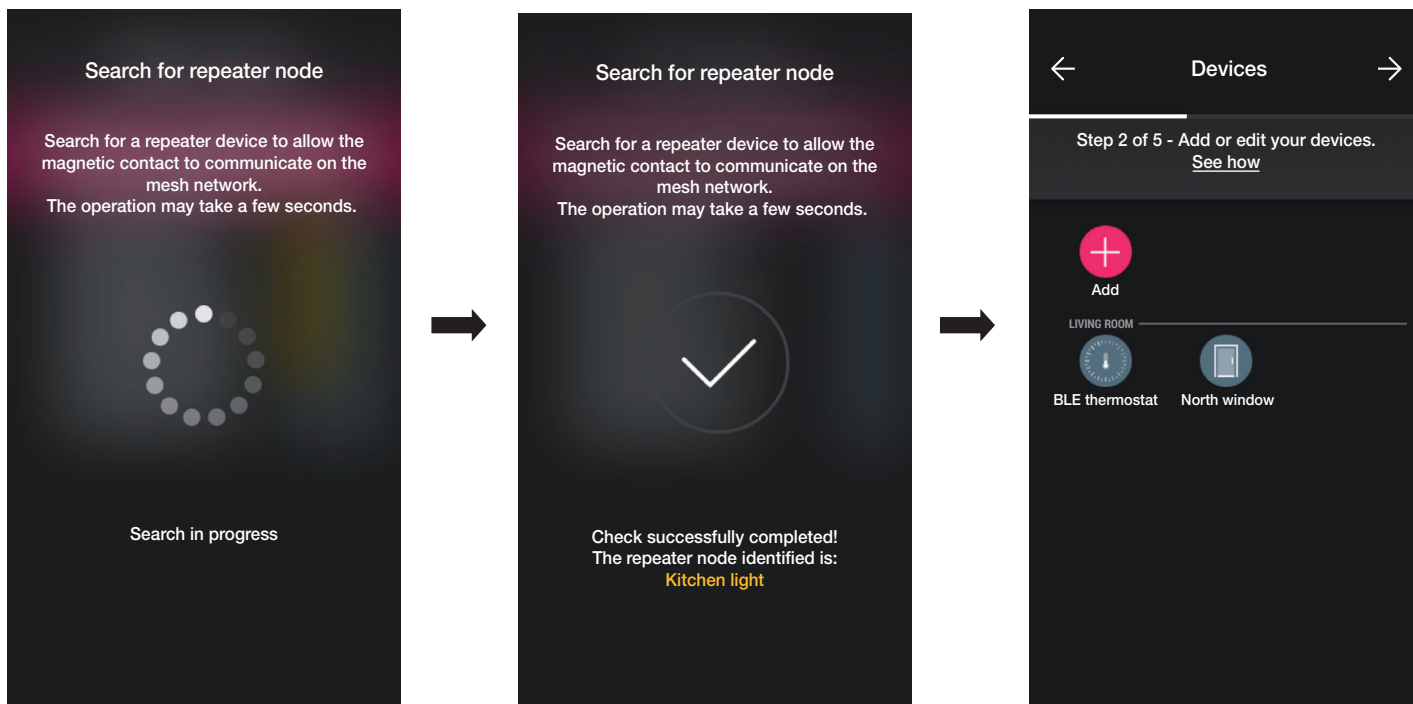 Search for repeater node
Search for a repeater device to allow the
magnetic contact to communicate on the
mesh network.
The operation may take a few seconds.
Search in progress
Search for repeater node
Search for a repeater device to allow the
magnetic contact to communicate on the
mesh network.
The operation may take a few seconds.
Check successfully completed!
The repeater node identified is:
Kitchen light
Devices
Step 2 of 5 - Add or edit your devices.
See how
Add
LIVING ROOM
BLE thermostat
North window